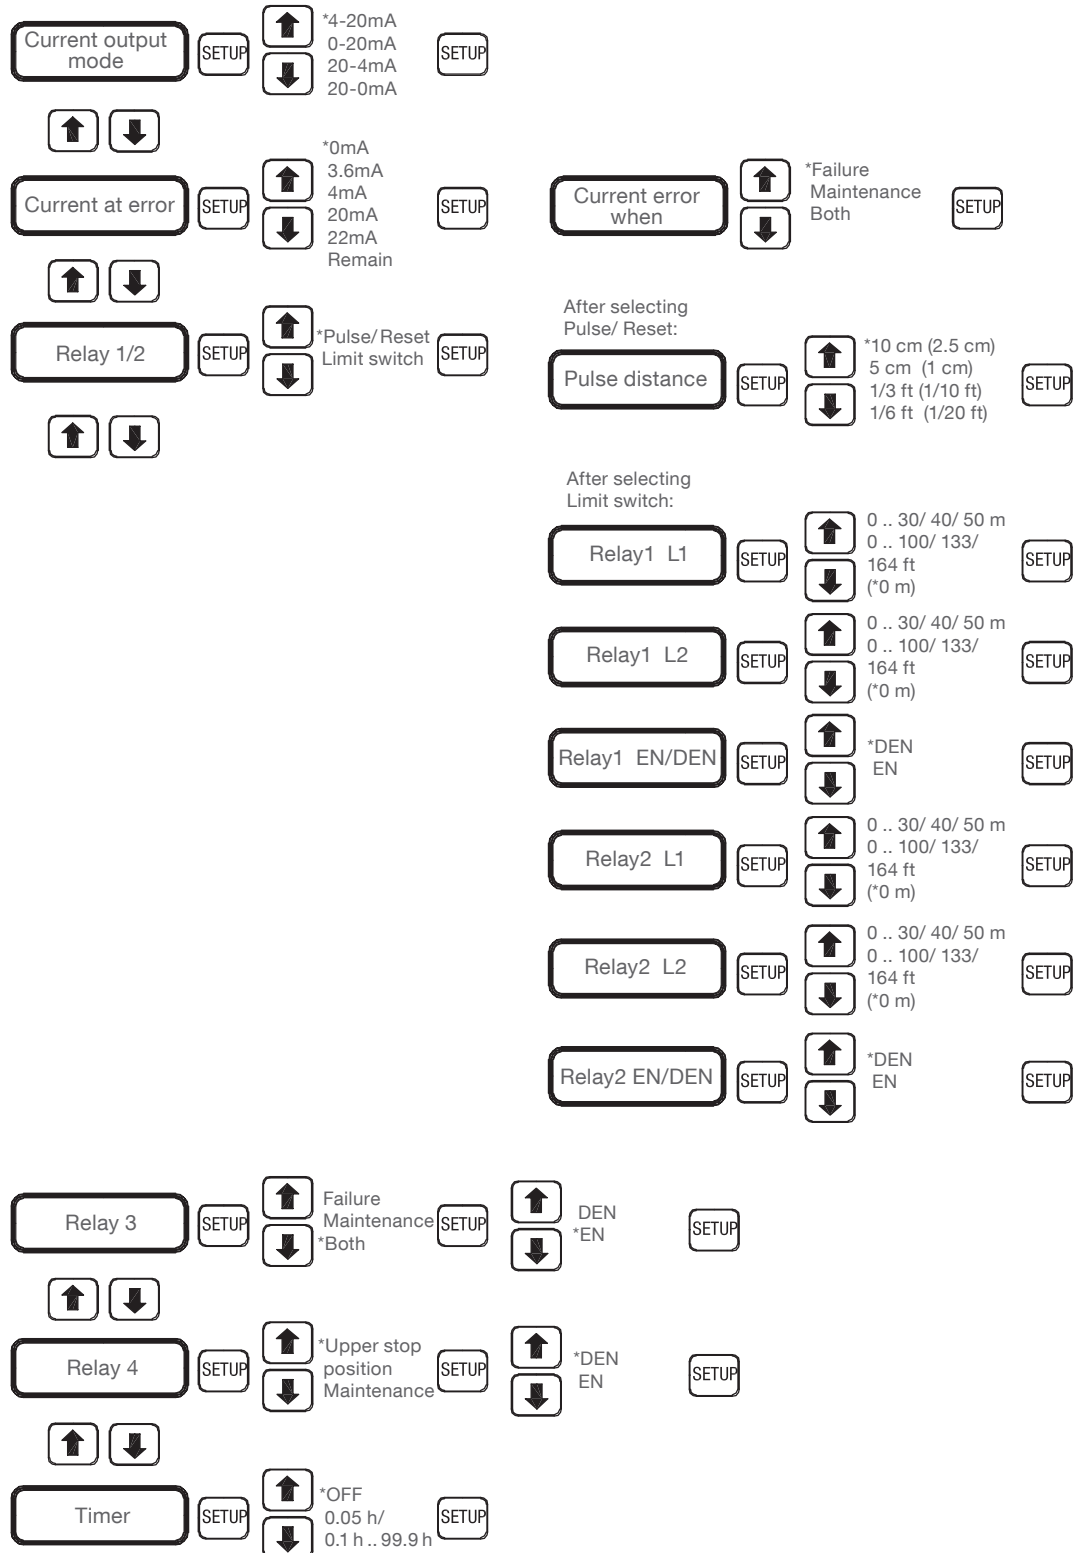 Current output
mode
SETUP
*4-20mA
0-20mA
20-4mA
20-0mA
SETUP
Current at error
SETUP
*0mA
3.6mA
4mA
20mA
22mA
Remain
SETUP
Current error
when
*Failure
Maintenance
Both
SETUP
Relay 1/2
SETUP
*Pulse/ Reset
Limit switch
SETUP
After selecting
Pulse/ Reset:
Pulse distance
SETUP
*10 cm (2.5 cm)
5 cm (1 cm)
1/3 ft (1/10 ft)
1/6 ft (1/20 ft)
SETUP
After selecting
Limit switch:
Relay1 L1
SETUP
0 .. 30/ 40/ 50 m
0 .. 100/ 133/
164 ft
(*0 m)
SETUP
Relay1 L2
SETUP
0 .. 30/ 40/ 50 m
0 .. 100/ 133/
164 ft
(*0 m)
SETUP
Relay1 EN/DEN
SETUP
*DEN
EN
SETUP
Relay2 L1
SETUP
0 .. 30/ 40/ 50 m
0 .. 100/ 133/
164 ft
(*0 m)
SETUP
Relay2 L2
SETUP
0 .. 30/ 40/ 50 m
0 .. 100/ 133/
164 ft
(*0 m)
SETUP
Relay2 EN/DEN
SETUP
*DEN
EN
SETUP
Relay 3
SETUP
Failure
Maintenance
*Both
SETUP
DEN
*EN
SETUP
Relay 4
SETUP
*Upper stop
position
Maintenance
SETUP
*DEN
EN
SETUP
Timer
SETUP
*OFF
0.05 h/
0.1 h .. 99.9 h
SETUP